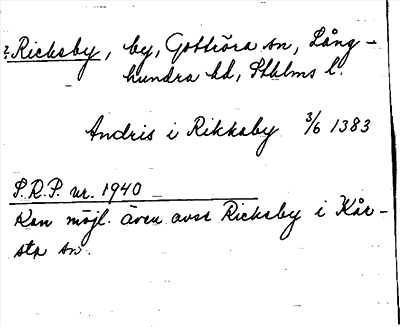 ? Ricksby, by, Gottröra sn, Lång-
hundra hd, Sthlms l.
Andris i Rikkaby 3/6 1383
S.R.P. nr. 1940
Kan möjl. även avse Ricksby i Kår-
sta sn.